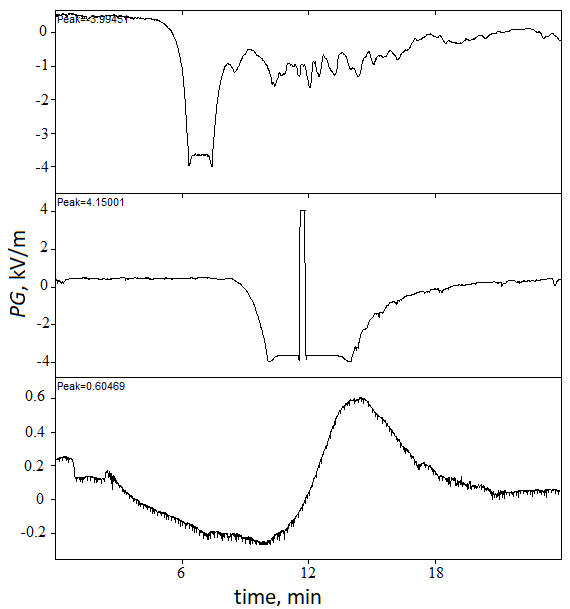 Peak=-3.99451
0
-1
-2
-3
-4
Peak=4.15001
4
2
0
-2
-4
PG, kV/m
Peak=0.60469
0.6
0.4
0.2
0
-0.2
6 12 18
time, min